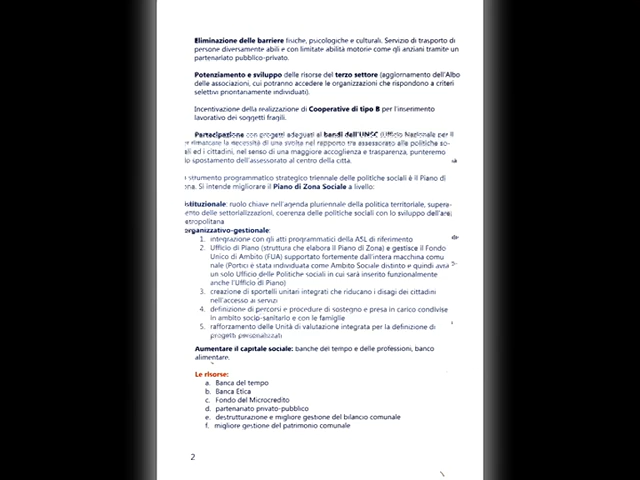 Eliminazione delle barriere fisiche, psicologiche e culturali. Servizio di trasporto di
persone diversamente abili e con limitate abilità motorie come gli anziani tramite un
partenariato pubblico-privato.
Potenziamento e sviluppo delle risorse del terzo settore (aggiornamento dell'Albo
delle associazioni, cui potranno accedere le organizzazioni che rispondono a criteri
selettivi prioritariamente individuati).
Incentivazione della realizzazione di Cooperative di tipo B per l'inserimento
lavorativo dei soggetti fragili.
Partecipazione con progetti adeguati ai bandi dell'UNSC (Ufficio Nazionale per il
rimarcare la necessità di una svolta nel rapporto tra assessorato alle politiche so-
ali ed i cittadini, nel senso di una maggiore accoglienza e trasparenza, punteremo
lo spostamento dell'assessorato al centro della città.
strumento programmatico strategico triennale delle politiche sociali è il Piano di
ona. Si intende migliorare il Piano di Zona Sociale a livello:
stituzionale: ruolo chiave nell'agenda pluriennale della politica territoriale, supera-
ento delle settorializzazioni, coerenza delle politiche sociali con lo sviluppo dell'area
etropolitana
organizzativo-gestionale:
1. integrazione con gli atti programmatici della ASL di riferimento
2. Ufficio di Piano (struttura che elabora il Piano di Zona) e gestisce il Fondo
Unico di Ambito (FUA) supportato fortemente dall'intera macchina comu
nale (Portici è stata individuata come Ambito Sociale distinto e quindi avrà
un solo Ufficio delle Politiche sociali in cui sarà inserito funzionalmente
anche l'Ufficio di Piano)
3. creazione di sportelli unitari integrati che riducano i disagi dei cittadini
nell'accesso ai servizi
4. definizione di percorsi e procedure di sostegno e presa in carico condivise
in ambito socio-sanitario e con le famiglie
5. rafforzamento delle Unità di valutazione integrata per la definizione di
progetti personalizzati
Aumentare il capitale sociale: banche del tempo e delle professioni, banco
alimentare.
Le risorse:
a. Banca del tempo
b. Banca Etica
c. Fondo del Microcredito
d. partenariato privato-pubblico
e. destrutturazione e migliore gestione del bilancio comunale
f. migliore gestione del patrimonio comunale
2